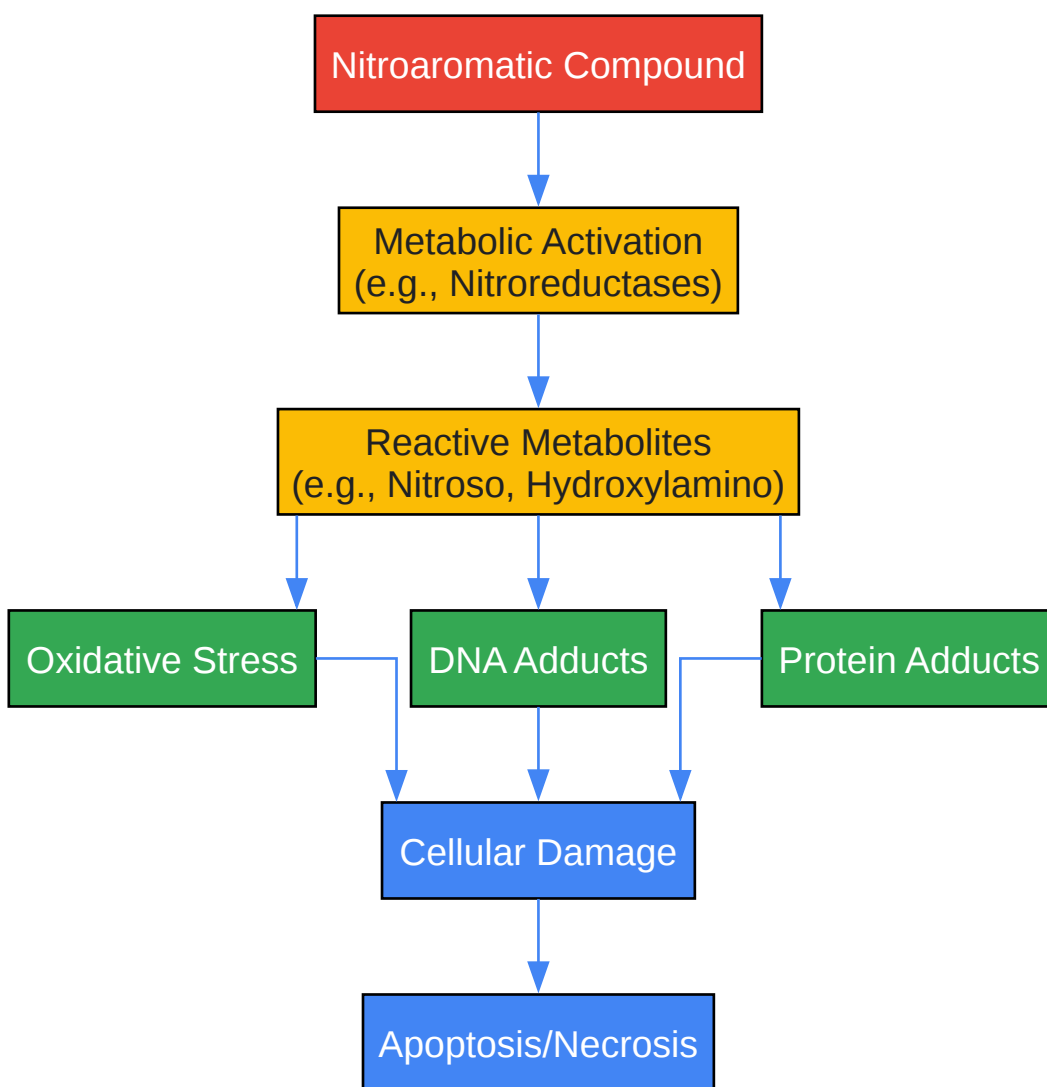 Nitroaromatic Compound
Metabolic Activation
(e.g., Nitroreductases)
Reactive Metabolites
(e.g., Nitroso, Hydroxylamino)
Oxidative Stress
DNA Adducts
Protein Adducts
Cellular Damage
Apoptosis/Necrosis